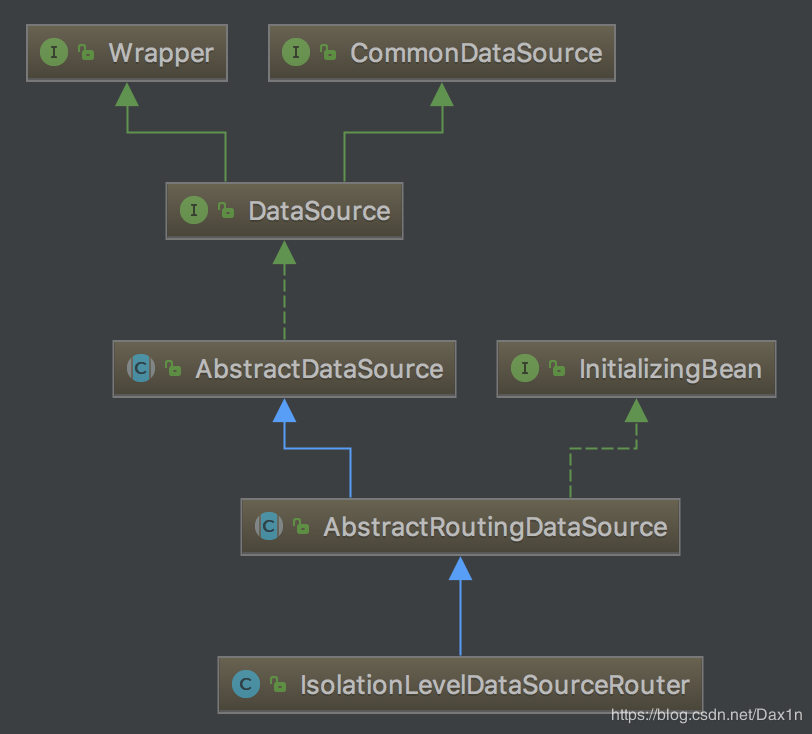 I Wrapper
I CommonDataSource
I DataSource
C AbstractDataSource
I InitializingBean
C AbstractRoutingDataSource
C IsolationLevelDataSourceRouter
https://blog.csdn.net/Dax1n